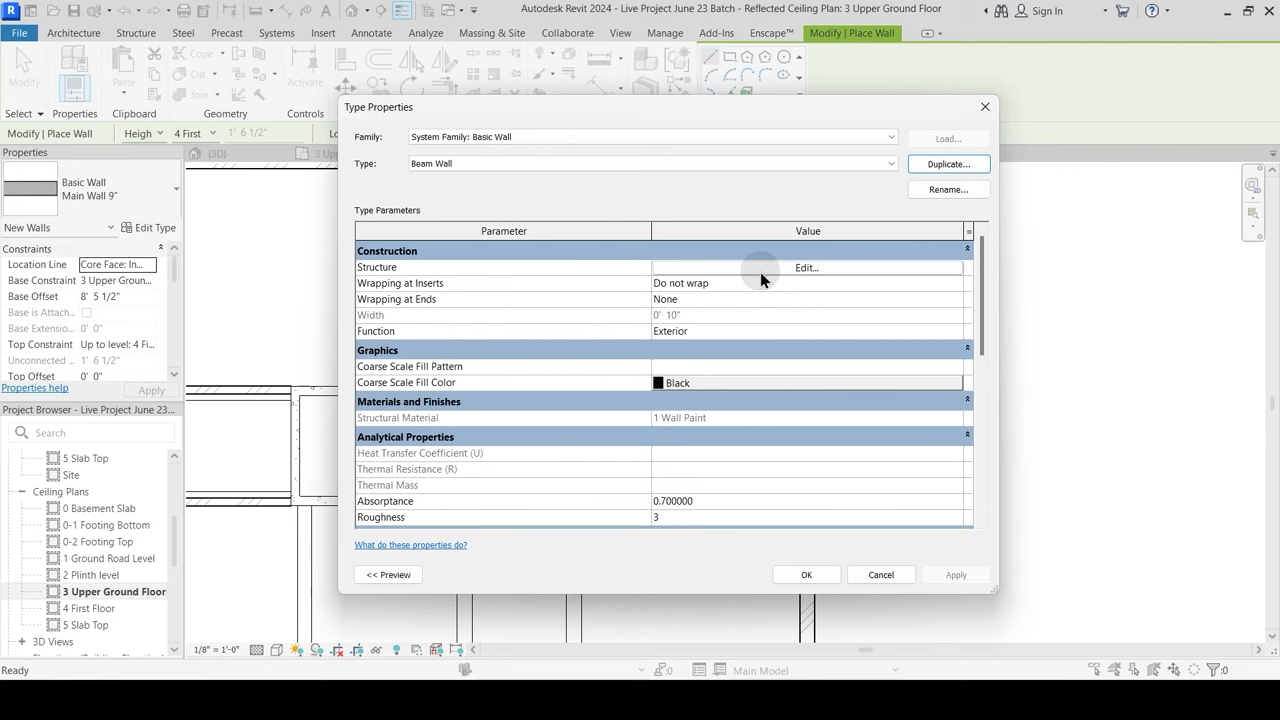 Autodesk Revit 2024 - Live Project June 23 Batch - Reflected Ceiling Plan: 3 Upper Ground Floor
Sign In
File Architecture Structure Steel Precast Systems Insert Annotate Analyze Massing & Site Collaborate View Manage Add-Ins Enscape™ Modify | Place Wall
Cope
Cut
Join
Modify Paste Activate
Select Properties Clipboard Geometry Controls
Modify | Place Wall Heigh 4 First 1' 6 1/2"
Type Properties
Family: System Family: Basic Wall Load...
Type: Beam Wall Duplicate...
Rename...
Type Parameters
Parameter Value =
Construction
Structure Edit...
Wrapping at Inserts Do not wrap
Wrapping at Ends None
Width 0' 10"
Function Exterior
Graphics
Coarse Scale Fill Pattern
Coarse Scale Fill Color Black
Materials and Finishes
Structural Material 1 Wall Paint
Analytical Properties
Heat Transfer Coefficient (U)
Thermal Resistance (R)
Thermal Mass
Absorptance 0.700000
Roughness 3
What do these properties do?
<< Preview OK Cancel Apply
Properties
Basic Wall
Main Wall 9"
New Walls Edit Type
Constraints
Location Line Core Face: In...
Base Constraint 3 Upper Groun...
Base Offset 8' 5 1/2"
Base is Attach...
Base Extensio... 0' 0"
Top Constraint Up to level: 4 Fi...
Unconnected ... 1' 6 1/2"
Top Offset 0' 0"
Properties help Apply
(3D)
Project Browser - Live Project June 23...
Search
5 Slab Top
Site
Ceiling Plans
0 Basement Slab
0-1 Footing Bottom
0-2 Footing Top
1 Ground Road Level
2 Plinth level
3 Upper Ground Floor
4 First Floor
5 Slab Top
3D Views
1/8" = 1'-0"
Ready :0 Main Model :0